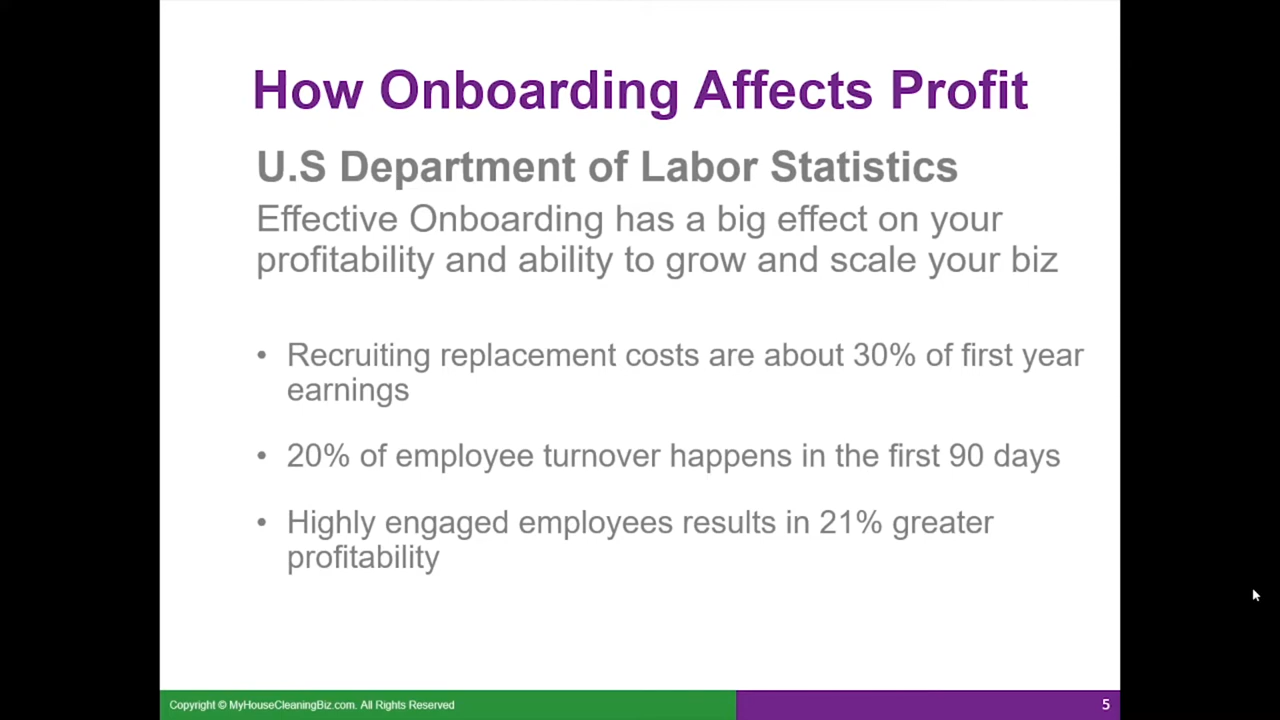 How Onboarding Affects Profit
U.S Department of Labor Statistics
Effective Onboarding has a big effect on your
profitability and ability to grow and scale your biz
• Recruiting replacement costs are about 30% of first year
earnings
• 20% of employee turnover happens in the first 90 days
• Highly engaged employees results in 21% greater
profitability
Copyright © MyHouseCleaningBiz.com. All Rights Reserved
5